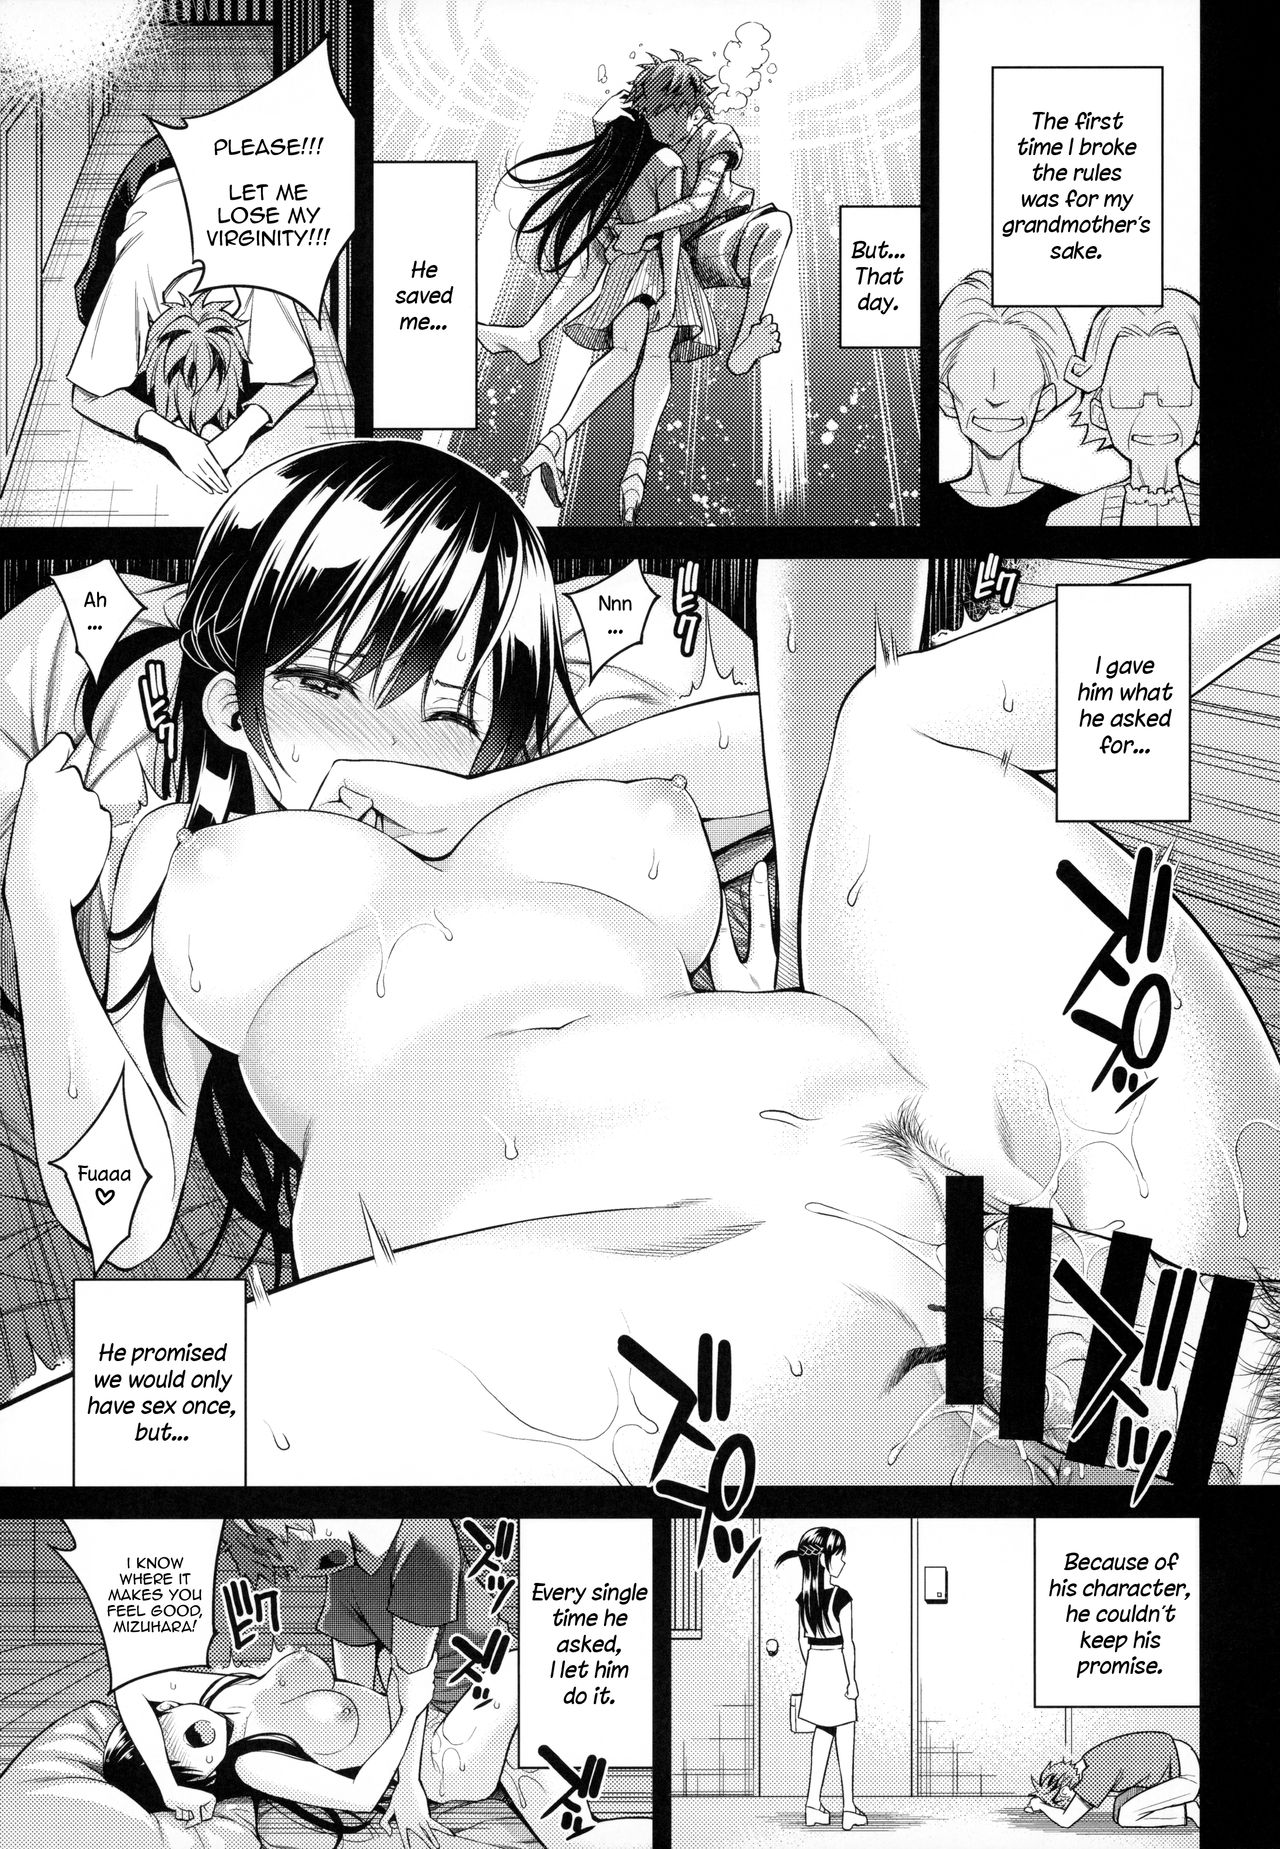 The first
time I broke
the rules
was for my
grandmother's
sake.
But...
That
day.
He
saved
me...
PLEASE!!!
LET ME
LOSE MY
VIRGINITY!!!
I gave
him what
he asked
for...
Nnn
...
Ah
...
Fuaaa
♡
He promised
we would only
have sex once,
but...
Because of
his character,
he couldn't
keep his
promise.
Every single
time he
asked,
I let him
do it.
I KNOW
WHERE IT
MAKES YOU
FEEL GOOD,
MIZUHARA!